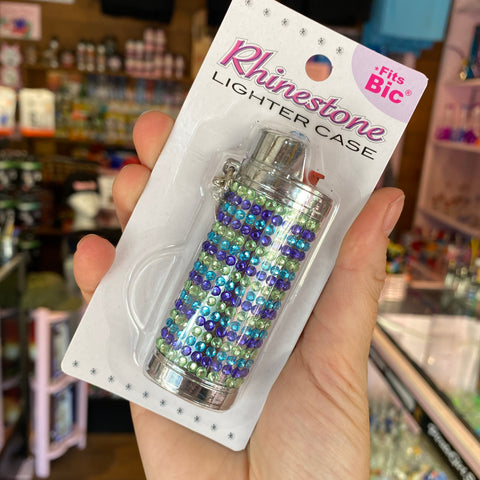 Rhinestone
LIGHTER CASE
•Fits
Bic®